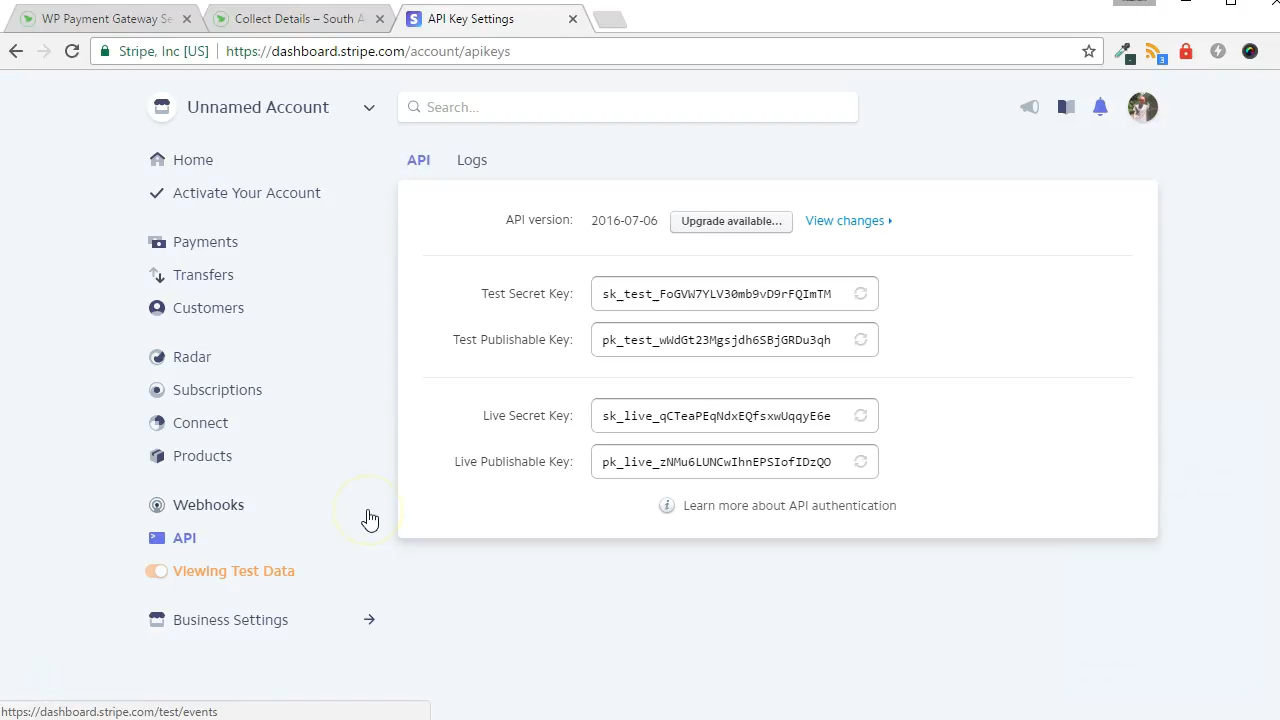 WP Payment Gateway Se
Collect Details – South A
API Key Settings
Stripe, Inc [US]
https://dashboard.stripe.com/account/apikeys
Unnamed Account
Search...
Home
Activate Your Account
Payments
Transfers
Customers
Radar
Subscriptions
Connect
Products
Webhooks
API
Viewing Test Data
Business Settings
API Logs
API version: 2016-07-06 Upgrade available... View changes
Test Secret Key: sk_test_FoGVW7YLV30mb9vD9rFQImTM
Test Publishable Key: pk_test_wWdGt23Mgsjdh6SBjGRDu3qh
Live Secret Key: sk_live_qCTeaPEqNdxEQfsxwUqqyE6e
Live Publishable Key: pk_live_zNMu6LUNCwIhnEPSIofIDzQO
Learn more about API authentication
https://dashboard.stripe.com/test/events